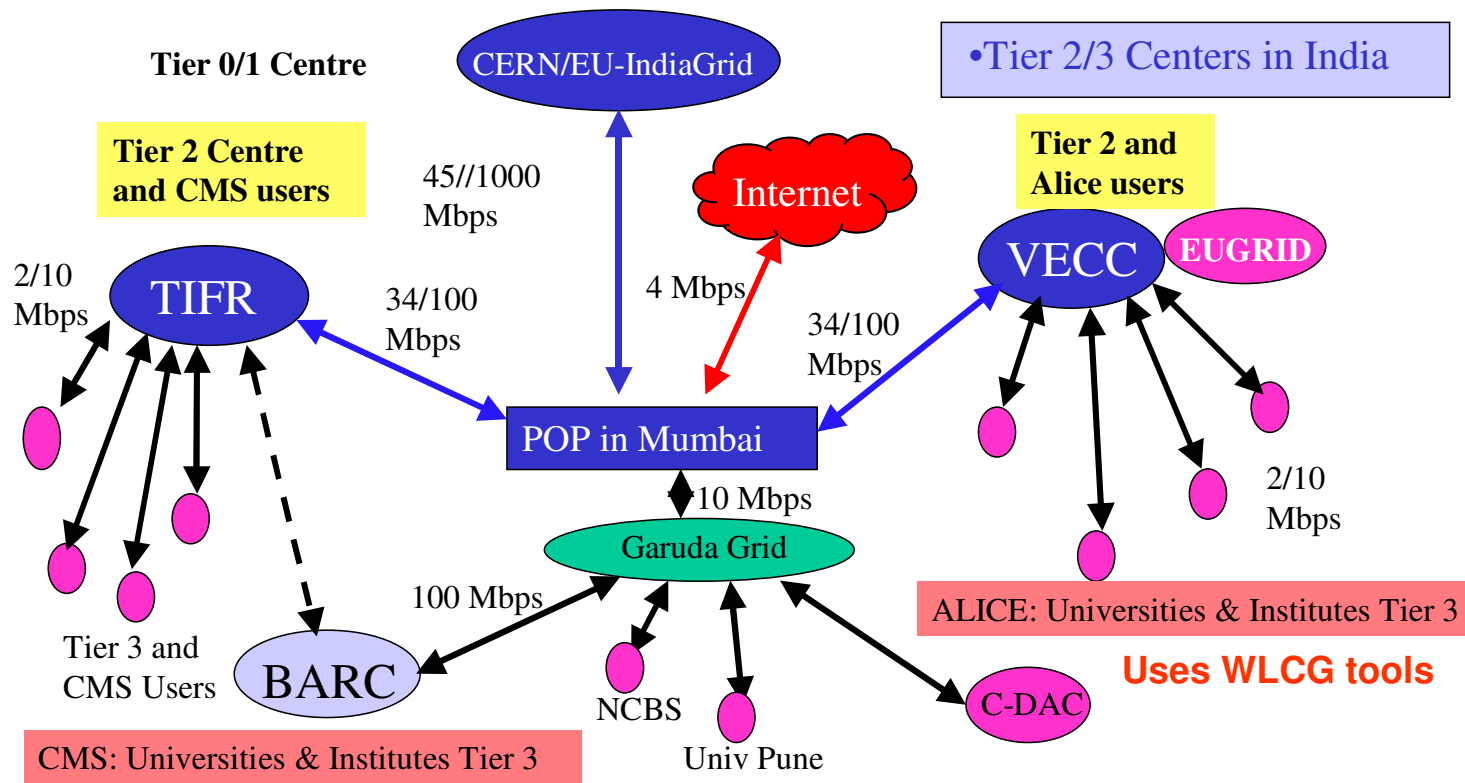 Tier 0/1 Centre
CERN/EU-IndiaGrid
•Tier 2/3 Centers in India
Tier 2 Centre
and CMS users
45//1000
Mbps
Internet
Tier 2 and
Alice users
2/10
Mbps
TIFR
34/100
Mbps
4 Mbps
34/100
Mbps
VECC
EUGRID
POP in Mumbai
10 Mbps
2/10
Mbps
Garuda Grid
100 Mbps
ALICE: Universities & Institutes Tier 3
Tier 3 and
CMS Users
BARC
NCBS
Univ Pune
C-DAC
Uses WLCG tools
CMS: Universities & Institutes Tier 3